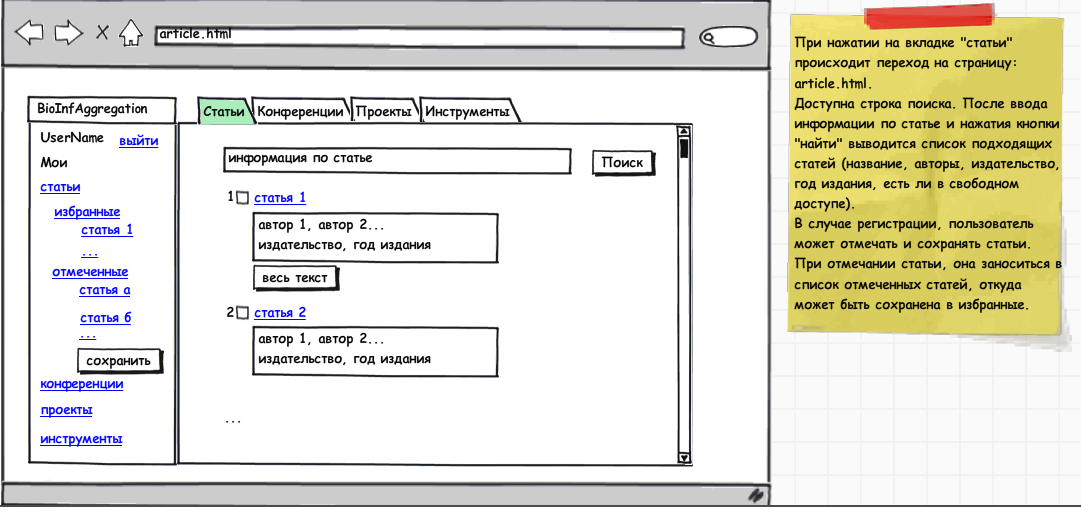 article.html
BioInfAggregation
UserName выйти
Мои
статьи
избранные
статья 1
...
отмеченные
статья а
статья б
...
сохранить
конференции
проекты
инструменты
Статьи Конференции Проекты Инструменты
информация по статье Поиск
1 статья 1
автор 1, автор 2...
издательство, год издания
весь текст
2 статья 2
автор 1, автор 2...
издательство, год издания
...
При нажатии на вкладке "статьи"
происходит переход на страницу:
article.html.
Доступна строка поиска. После ввода
информации по статье и нажатия кнопки
"найти" выводится список подходящих
статей (название, авторы, издательство,
год издания, есть ли в свободном
доступе).
В случае регистрации, пользователь
может отмечать и сохранять статьи.
При отмечании статьи, она заноситься в
список отмеченных статей, откуда
может быть сохранена в избранные.